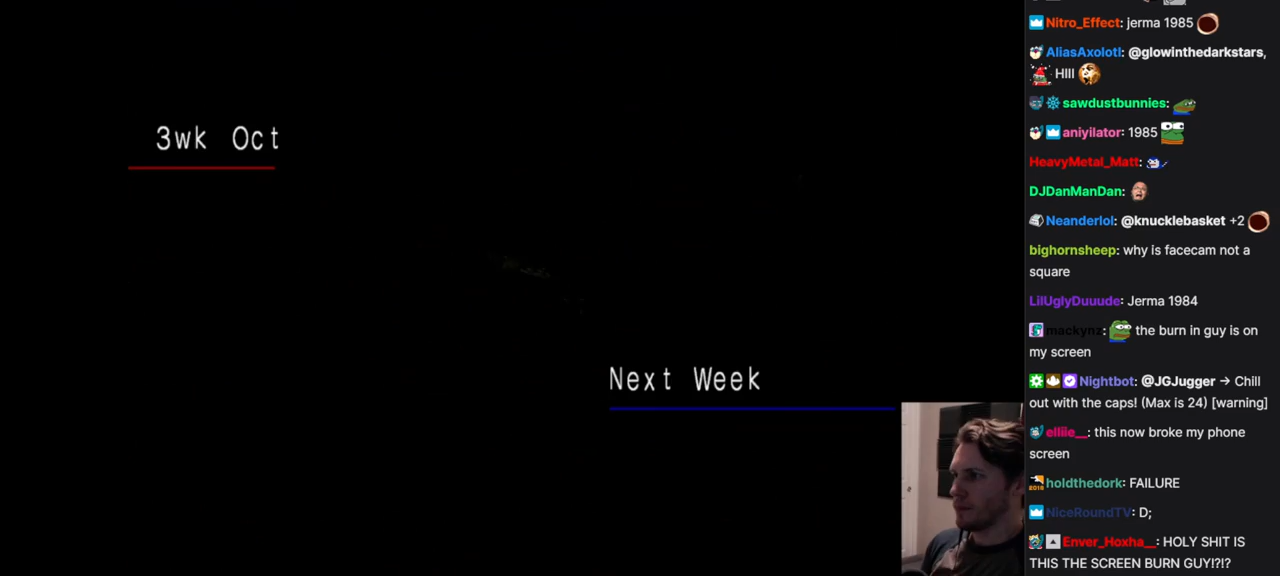 3wk Oct
Next Week
Nitro_Effect: jerma 1985
AliasAxolotl: @glowinthedarkstars,
HIII
sawdustbunnies:
aniyilator: 1985
HeavyMetal_Matt:
DJDanManDan:
Neanderlol: @knucklebasket +2
bighornsheep: why is facecam not a
square
LilUglyDuuude: Jerma 1984
mackynz: the burn in guy is on
my screen
Nightbot: @JGJugger → Chill
out with the caps! (Max is 24) [warning]
elliie__: this now broke my phone
screen
holdthedork: FAILURE
NiceRoundTV: D;
Enver_Hoxha__: HOLY SHIT IS
THIS THE SCREEN BURN GUY!?!?